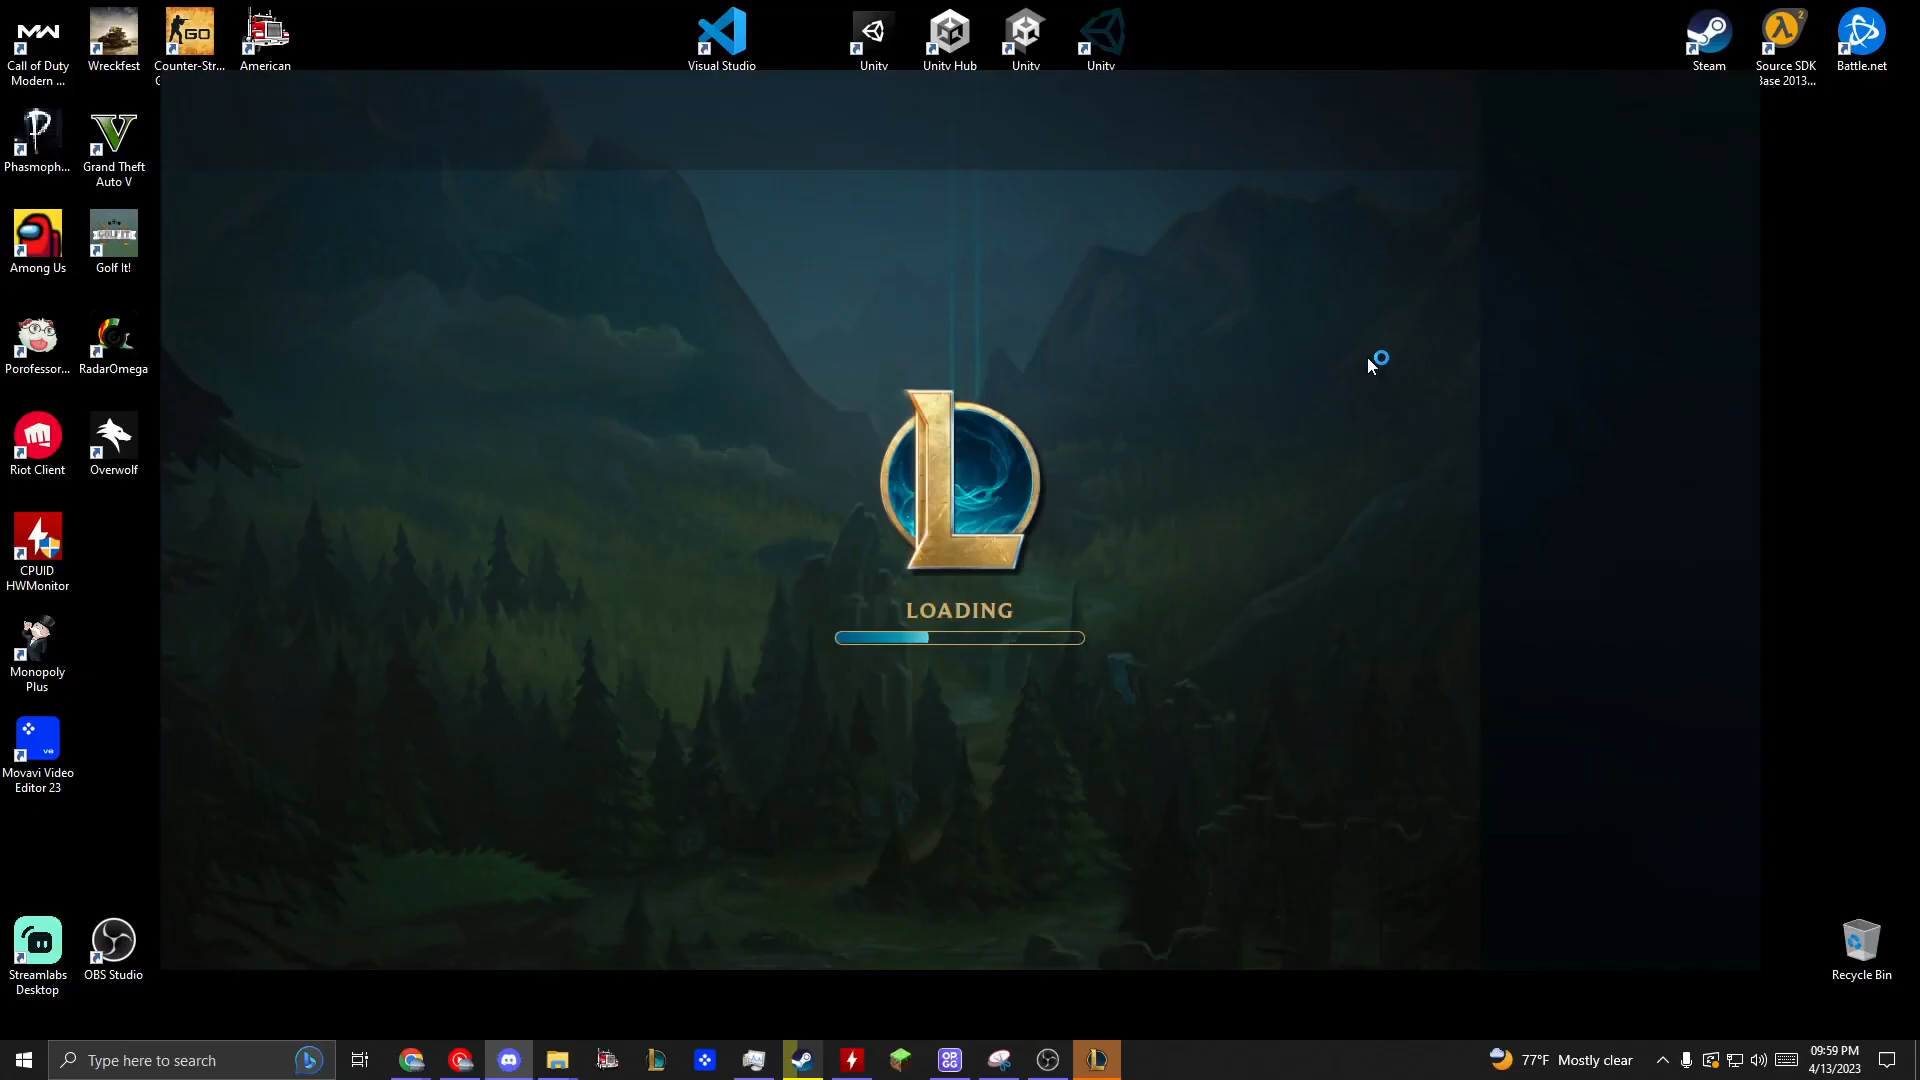 Call of Duty
Modern ...
Wreckfest
Counter-Str...
American
Visual Studio
Unity
Unity Hub
Unity
Unity
Steam
Source SDK
Base 2013...
Battle.net
Phasmoph...
Grand Theft
Auto V
Among Us
Golf It!
Porofessor...
RadarOmega
Riot Client
Overwolf
CPUID
HWMonitor
Monopoly
Plus
Movavi Video
Editor 23
LOADING
Streamlabs
Desktop
OBS Studio
Recycle Bin
Type here to search
77°F Mostly clear
09:59 PM
4/13/2023